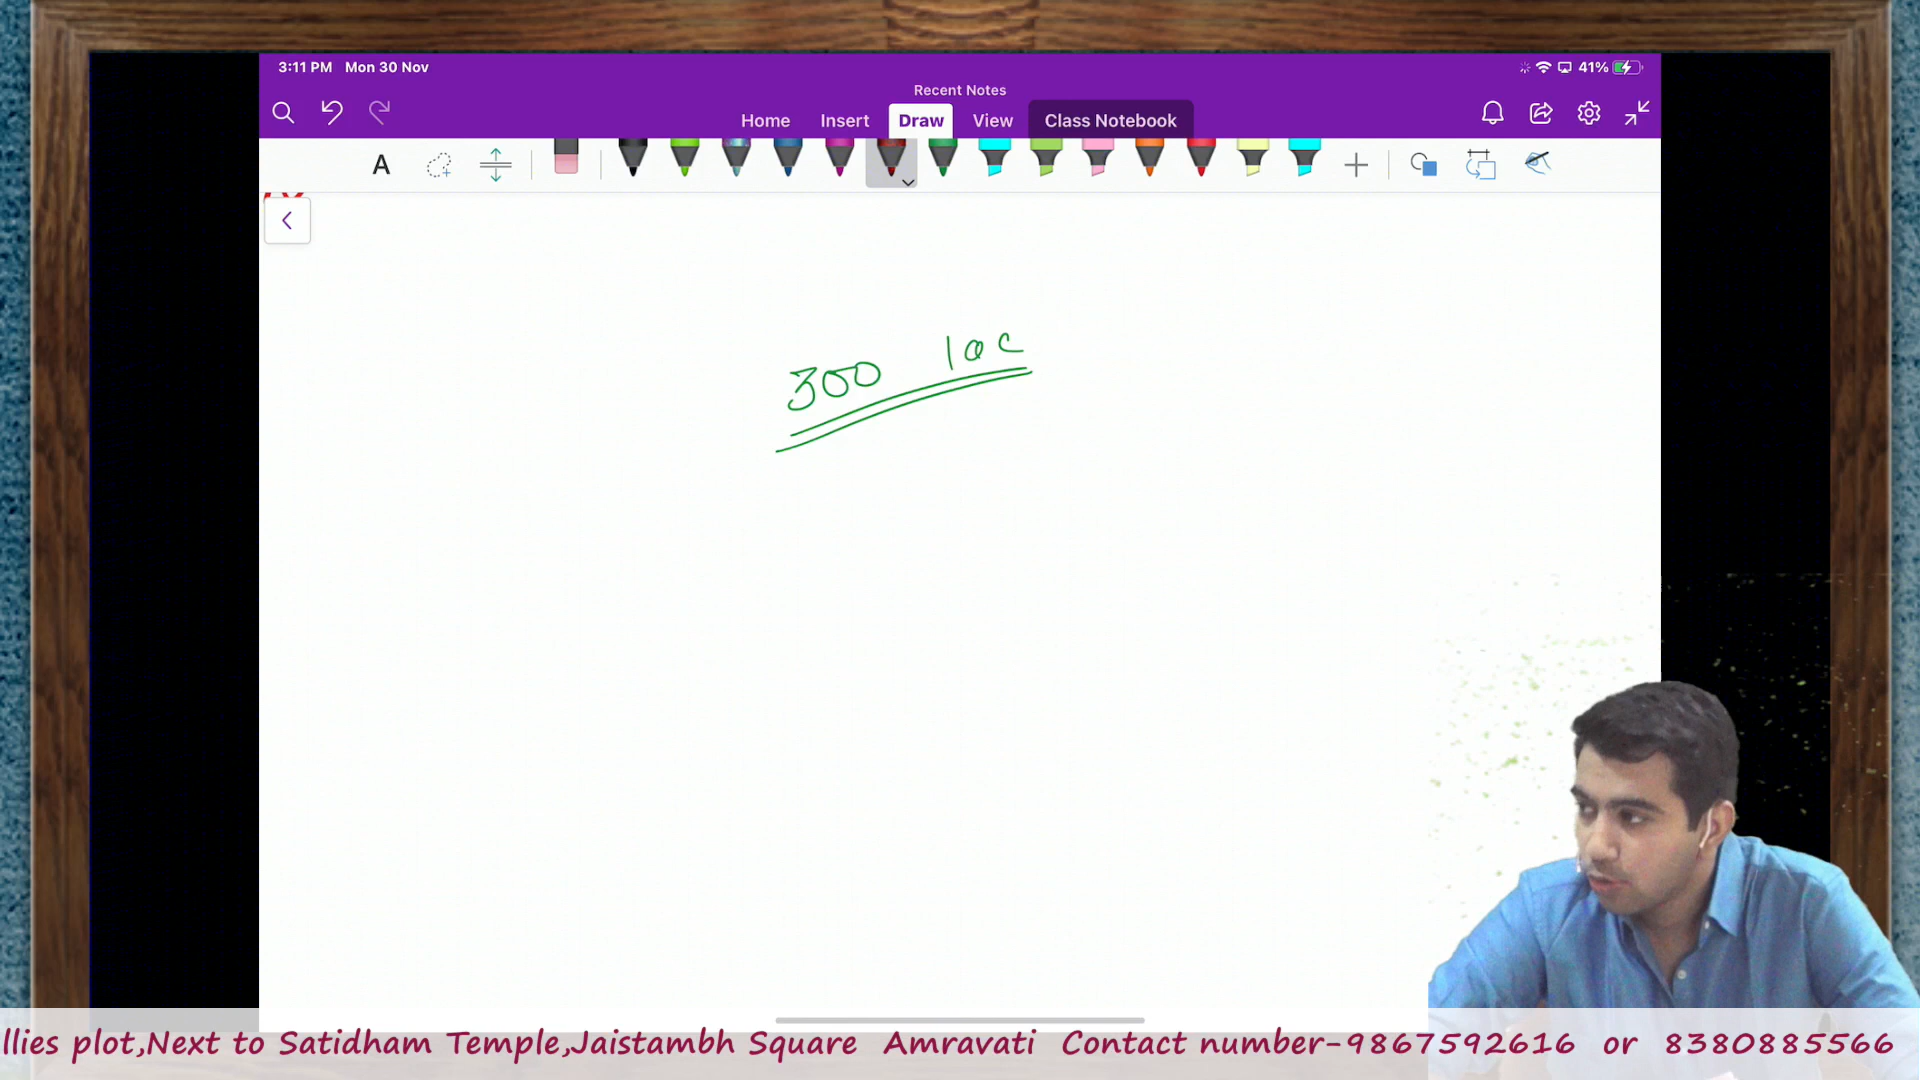 3:11 PM Mon 30 Nov
41%
Recent Notes
Home Insert Draw View Class Notebook
A
300 lac
llies plot,Next to Satidham Temple,Jaistambh Square Amravati Contact number-9867592616 or 8380885566